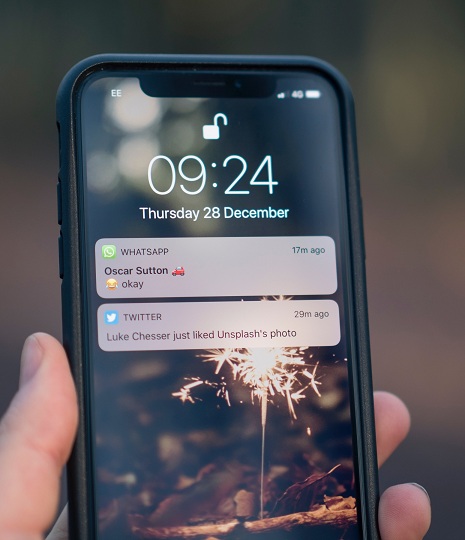 EE 4G
09:24
Thursday 28 December
WHATSAPP 17m ago
Oscar Sutton 🚗
😂 okay
TWITTER 29m ago
Luke Chesser just liked Unsplash's photo